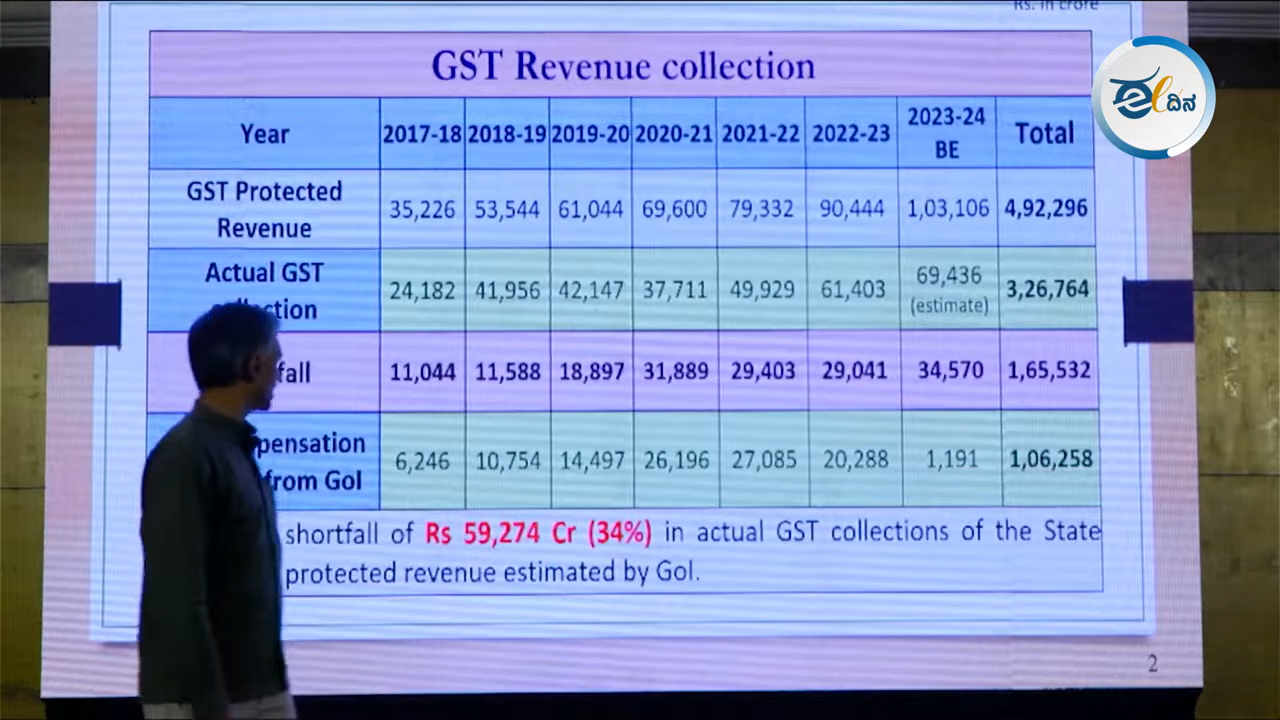 Rs. in crore
GST Revenue collection
Year 2017-18 2018-19 2019-20 2020-21 2021-22 2022-23 2023-24 BE Total
GST Protected Revenue 35,226 53,544 61,044 69,600 79,332 90,444 1,03,106 4,92,296
Actual GST 24,182 41,956 42,147 37,711 49,929 61,403 69,436 (estimate) 3,26,764
11,044 11,588 18,897 31,889 29,403 29,041 34,570 1,65,532
from GoI 6,246 10,754 14,497 26,196 27,085 20,288 1,191 1,06,258
shortfall of Rs 59,274 Cr (34%) in actual GST collections of the State
protected revenue estimated by GoI.
2
ದಿನ